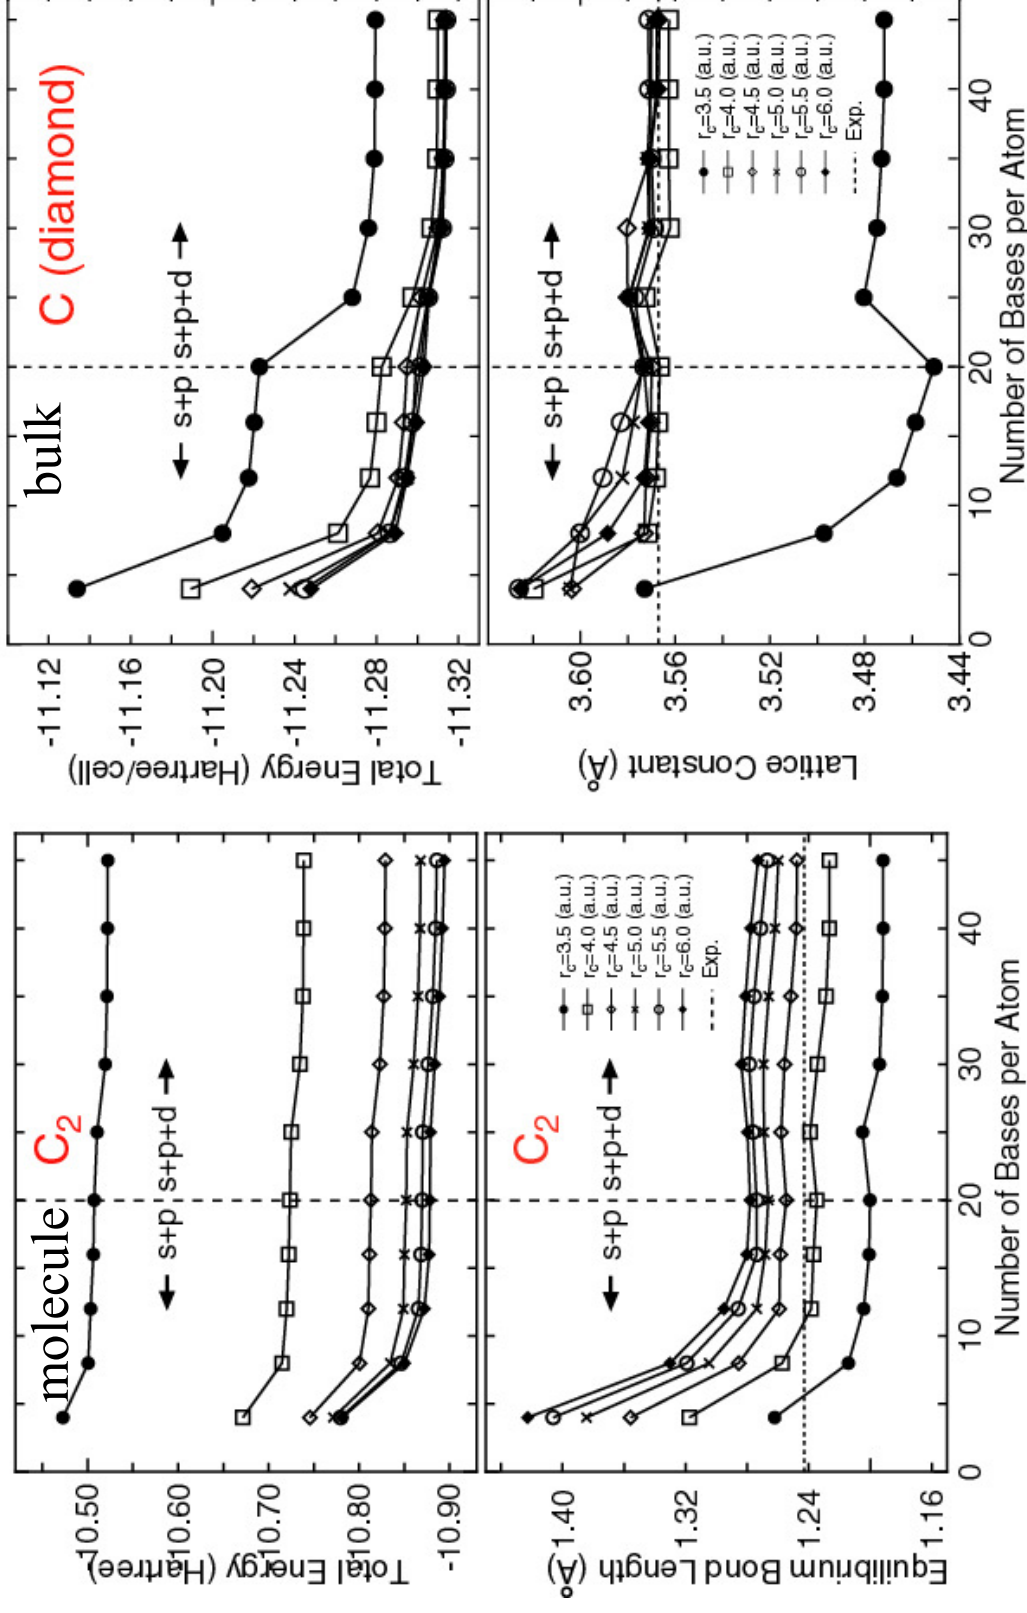 molecule
C2
Total Energy (Hartree)
-10.50
-10.60
-10.70
-10.80
-10.90
s+p s+p+d
bulk
C (diamond)
Total Energy (Hartree/cell)
-11.12
-11.16
-11.20
-11.24
-11.28
-11.32
s+p s+p+d
C2
Equilibrium Bond Length (Å)
1.40
1.32
1.24
1.16
s+p s+p+d
rc=3.5 (a.u.)
rc=4.0 (a.u.)
rc=4.5 (a.u.)
rc=5.0 (a.u.)
rc=5.5 (a.u.)
rc=6.0 (a.u.)
Exp.
0 10 20 30 40
Number of Bases per Atom
Lattice Constant (Å)
3.60
3.56
3.52
3.48
3.44
s+p s+p+d
rc=3.5 (a.u.)
rc=4.0 (a.u.)
rc=4.5 (a.u.)
rc=5.0 (a.u.)
rc=5.5 (a.u.)
rc=6.0 (a.u.)
Exp.
0 10 20 30 40
Number of Bases per Atom